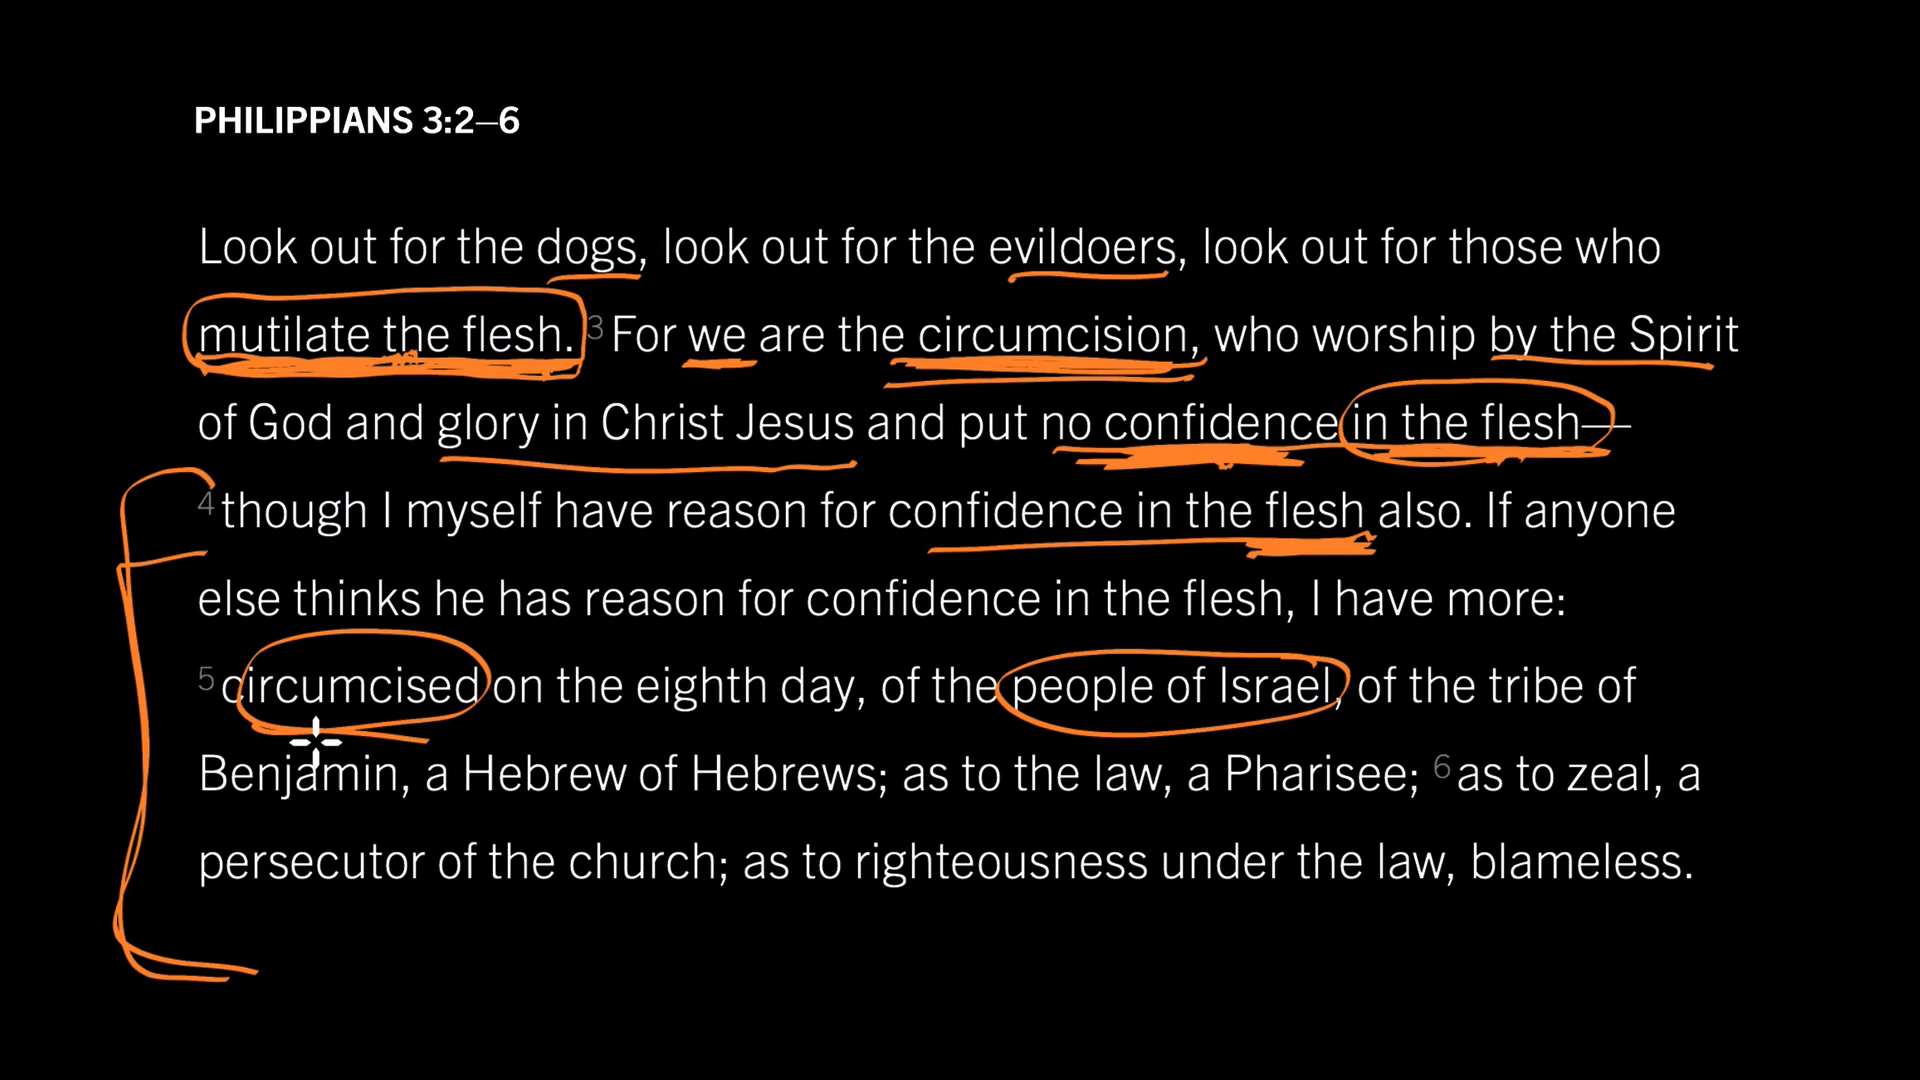 PHILIPPIANS 3:2–6
Look out for the dogs, look out for the evildoers, look out for those who
mutilate the flesh. 3 For we are the circumcision, who worship by the Spirit
of God and glory in Christ Jesus and put no confidence in the flesh—
4 though I myself have reason for confidence in the flesh also. If anyone
else thinks he has reason for confidence in the flesh, I have more:
5 circumcised on the eighth day, of the people of Israel, of the tribe of
Benjamin, a Hebrew of Hebrews; as to the law, a Pharisee; 6 as to zeal, a
persecutor of the church; as to righteousness under the law, blameless.